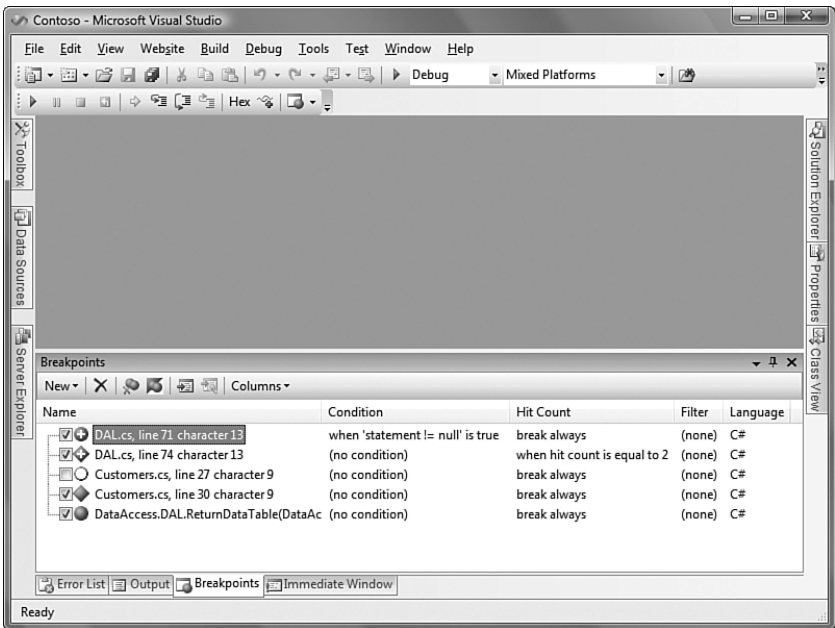 Contoso - Microsoft Visual Studio
File Edit View Website Build Debug Tools Test Window Help
Debug Mixed Platforms
Hex
Toolbox
Data Sources
Server Explorer
Solution Explorer
Properties
Class View
Breakpoints
New Columns
Name Condition Hit Count Filter Language
DAL.cs, line 71 character 13 when 'statement != null' is true break always (none) C#
DAL.cs, line 74 character 13 (no condition) when hit count is equal to 2 (none) C#
Customers.cs, line 27 character 9 (no condition) break always (none) C#
Customers.cs, line 30 character 9 (no condition) break always (none) C#
DataAccess.DAL.ReturnDataTable(DataAc (no condition) break always (none) C#
Error List Output Breakpoints Immediate Window
Ready